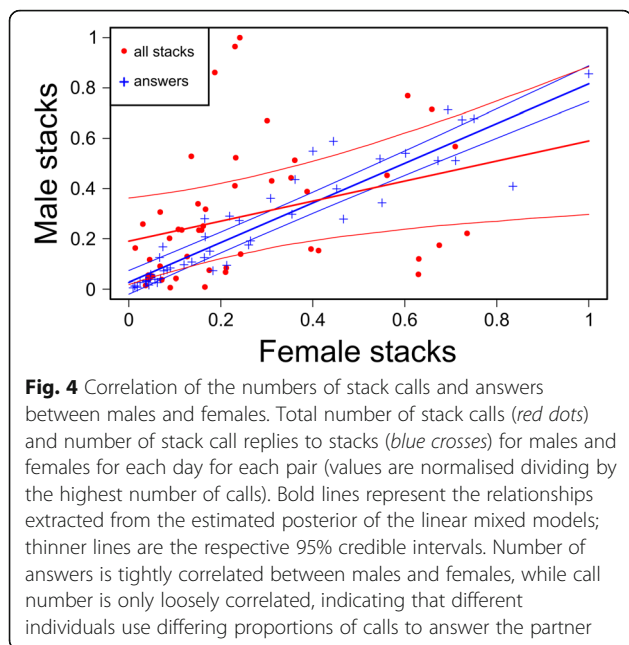 all stacks
answers
Male stacks
1
0.8
0.6
0.4
0.2
0
0
0.2
0.4
0.6
0.8
1
Female stacks
Fig. 4 Correlation of the numbers of stack calls and answers
between males and females. Total number of stack calls (red dots)
and number of stack call replies to stacks (blue crosses) for males and
females for each day for each pair (values are normalised dividing by
the highest number of calls). Bold lines represent the relationships
extracted from the estimated posterior of the linear mixed models;
thinner lines are the respective 95% credible intervals. Number of
answers is tightly correlated between males and females, while call
number is only loosely correlated, indicating that different
individuals use differing proportions of calls to answer the partner